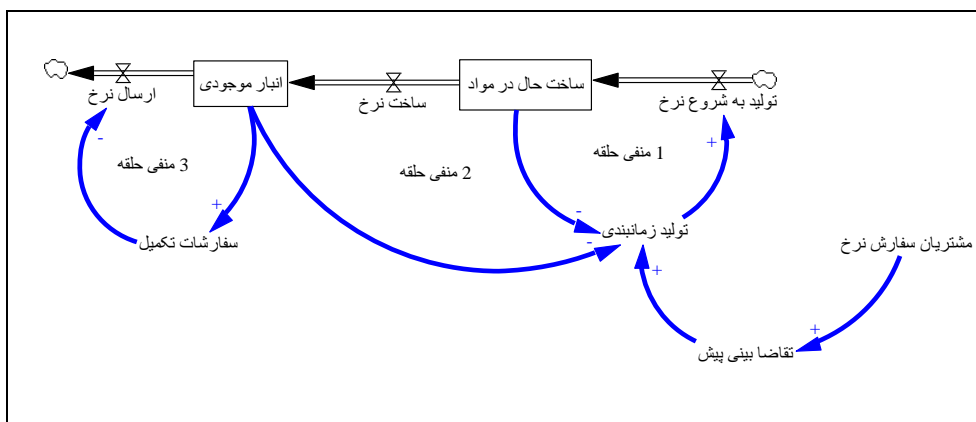 انبار موجودی
ساخت حال در مواد
تولید به شروع نرخ
ساخت نرخ
ارسال نرخ
+
-
1 منفی حلقه
2 منفی حلقه
3 منفی حلقه
-
+
تولید زمانبندی
-
سفارشات تکمیل
مشتریان سفارش نرخ
+
+
تقاضا بینی پیش